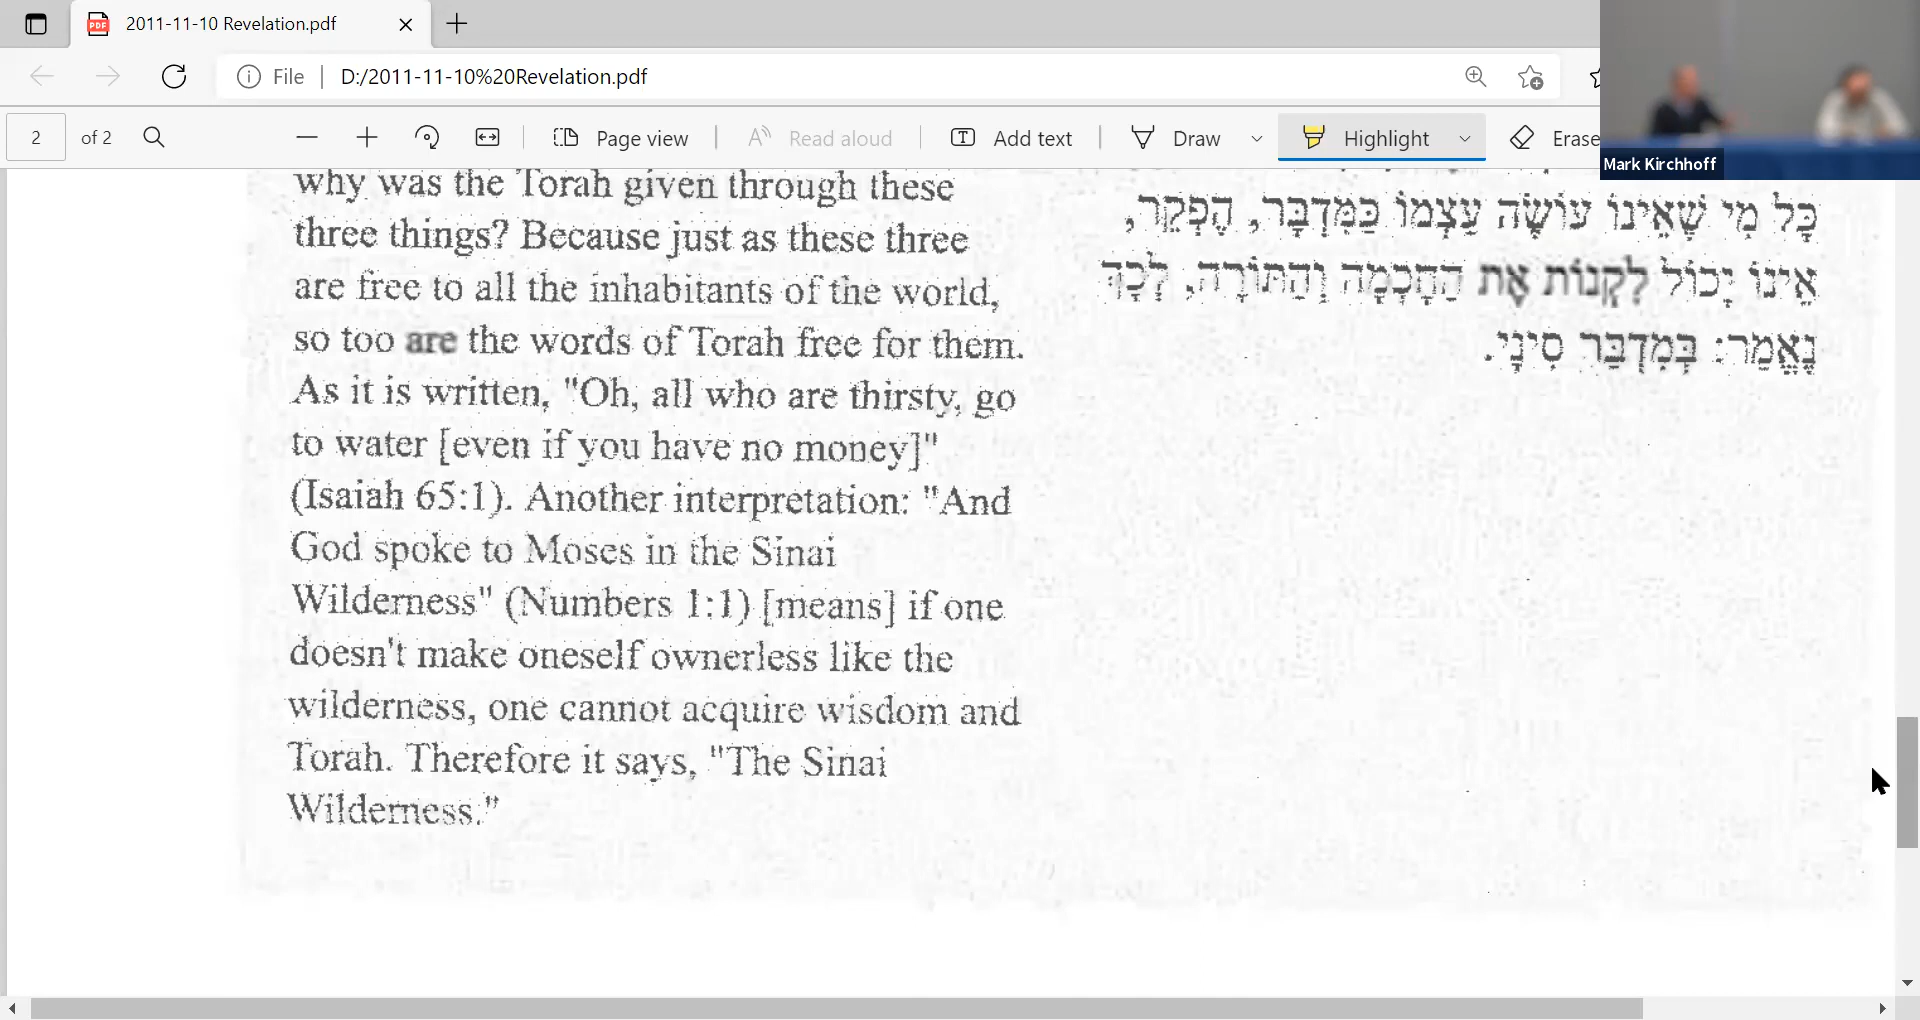 2011-11-10 Revelation.pdf
File | D:/2011-11-10%20Revelation.pdf
2 of 2
Page view
Read aloud
Add text
Draw
Highlight
Erase
Mark Kirchhoff
why was the Torah given through these
three things? Because just as these three
are free to all the inhabitants of the world,
so too are the words of Torah free for them.
As it is written, "Oh, all who are thirsty, go
to water [even if you have no money]"
(Isaiah 65:1). Another interpretation: "And
God spoke to Moses in the Sinai
Wilderness" (Numbers 1:1) [means] if one
doesn't make oneself ownerless like the
wilderness, one cannot acquire wisdom and
Torah. Therefore it says, "The Sinai
Wilderness."
כָּל מִי שֶׁאֵינוֹ עוֹשֶׂה עַצְמוֹ כַּמִּדְבָּר, הֶפְקֵר,
אֵינוֹ יָכוֹל לִקְנוֹת אֶת הַחָכְמָה וְהַתּוֹרָה, לְכָךְ
נֶאֱמַר: בְּמִדְבַּר סִינָי.